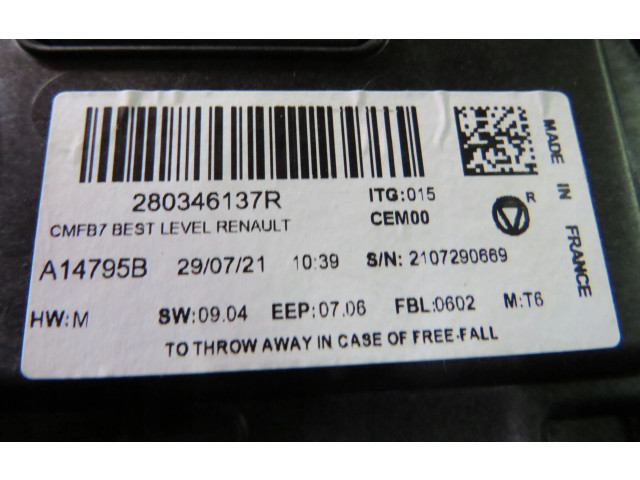 280346137R
ITG:015
CMFB7 BEST LEVEL RENAULT
CEM00
R
A14795B 29/07/21 10:39 S/N: 2107290669
HW:M SW:09.04 EEP:07.06 FBL:0602 M:T6
TO THROW AWAY IN CASE OF FREE-FALL
MADE IN FRANCE